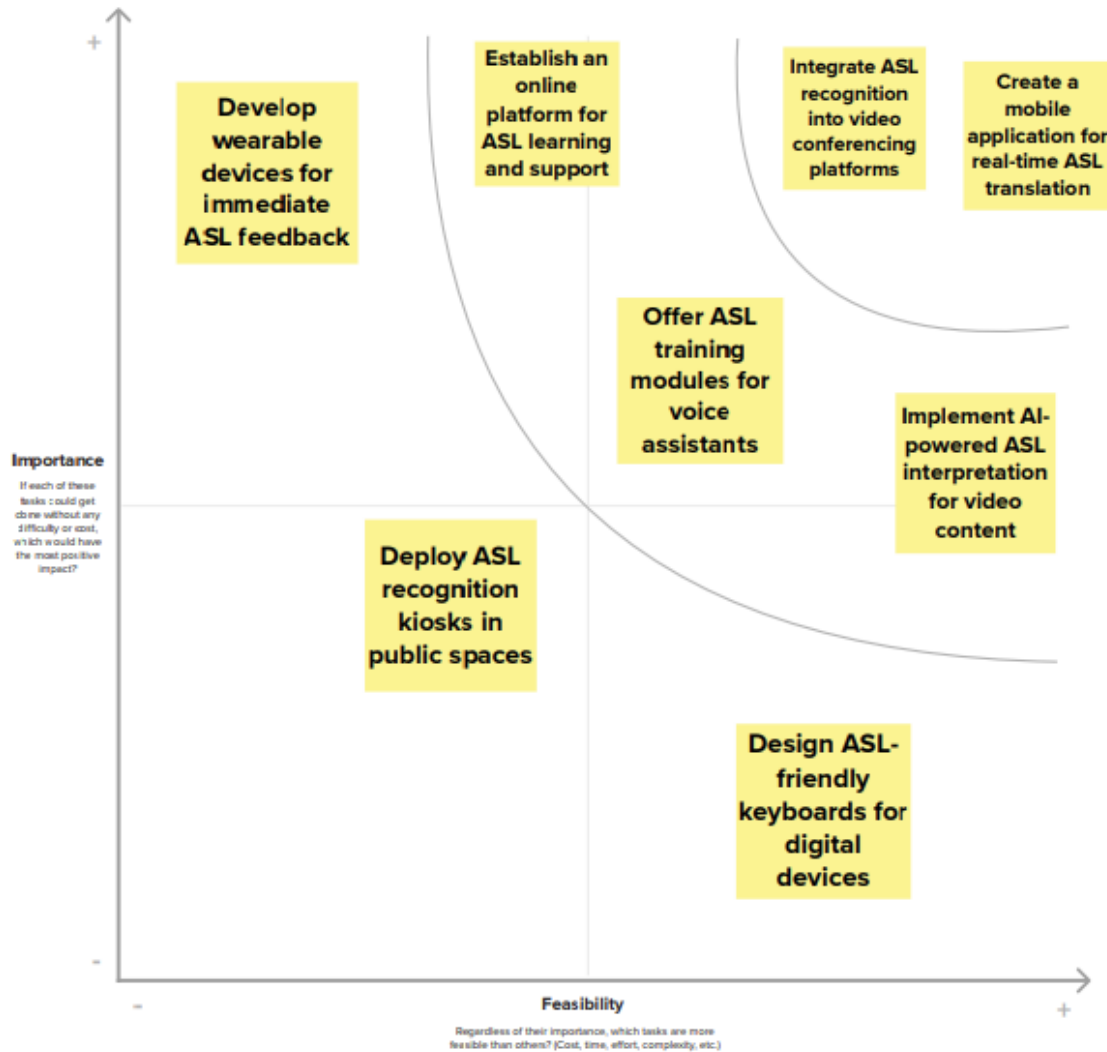 +
Develop
wearable
devices for
immediate
ASL feedback
Establish an
online
platform for
ASL learning
and support
Integrate ASL
recognition
into video
conferencing
platforms
Create a
mobile
application for
real-time ASL
translation
Offer ASL
training
modules for
voice
assistants
Implement AI-
powered ASL
interpretation
for video
content
Importance
If each of these
tasks could get
done without any
difficulty or cost,
which would have
the most positive
impact?
Deploy ASL
recognition
kiosks in
public spaces
Design ASL-
friendly
keyboards for
digital
devices
-
-
Feasibility
+
Regardless of their importance, which tasks are more
feasible than others? (Cost, time, effort, complexity, etc.)